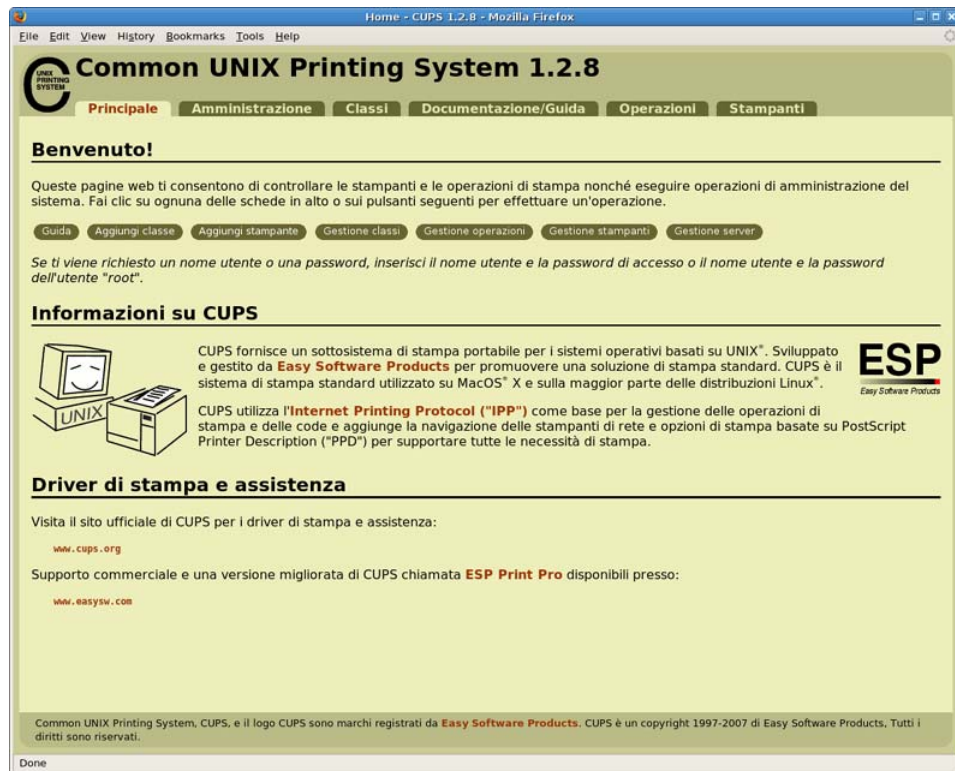 Home - CUPS 1.2.8 - Mozilla Firefox
File Edit View History Bookmarks Tools Help
UNIX PRINTING SYSTEM
Common UNIX Printing System 1.2.8
Principale Amministrazione Classi Documentazione/Guida Operazioni Stampanti
Benvenuto!
Queste pagine web ti consentono di controllare le stampanti e le operazioni di stampa nonché eseguire operazioni di amministrazione del
sistema. Fai clic su ognuna delle schede in alto o sui pulsanti seguenti per effettuare un'operazione.
Guida Aggiungi classe Aggiungi stampante Gestione classi Gestione operazioni Gestione stampanti Gestione server
Se ti viene richiesto un nome utente o una password, inserisci il nome utente e la password di accesso o il nome utente e la password
dell'utente "root".
Informazioni su CUPS
UNIX
CUPS fornisce un sottosistema di stampa portabile per i sistemi operativi basati su UNIX®. Sviluppato
e gestito da Easy Software Products per promuovere una soluzione di stampa standard. CUPS è il
sistema di stampa standard utilizzato su MacOS® X e sulla maggior parte delle distribuzioni Linux®.
ESP
Easy Software Products
CUPS utilizza l'Internet Printing Protocol ("IPP") come base per la gestione delle operazioni di
stampa e delle code e aggiunge la navigazione delle stampanti di rete e opzioni di stampa basate su PostScript
Printer Description ("PPD") per supportare tutte le necessità di stampa.
Driver di stampa e assistenza
Visita il sito ufficiale di CUPS per i driver di stampa e assistenza:
www.cups.org
Supporto commerciale e una versione migliorata di CUPS chiamata ESP Print Pro disponibili presso:
www.easysw.com
Common UNIX Printing System, CUPS, e il logo CUPS sono marchi registrati da Easy Software Products. CUPS è un copyright 1997-2007 di Easy Software Products, Tutti i
diritti sono riservati.
Done